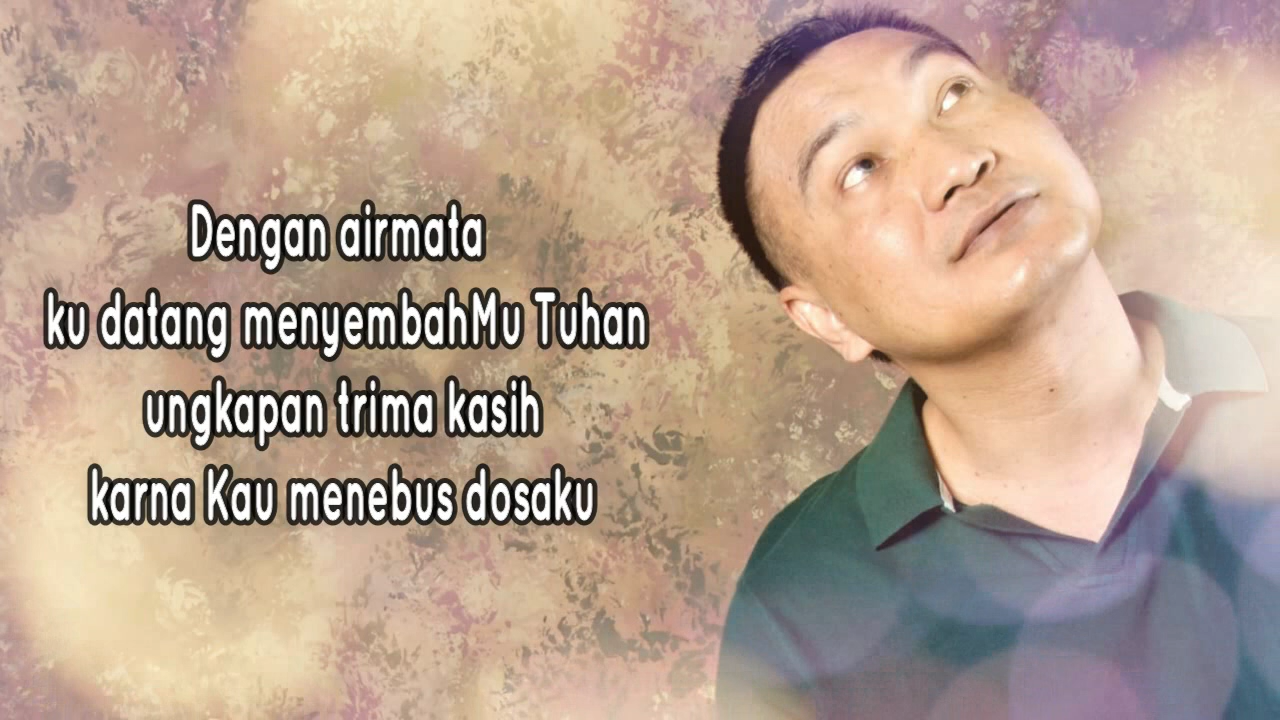 Dengan airmata
ku datang menyembahMu Tuhan
ungkapan trima kasih
karna Kau menebus dosaku